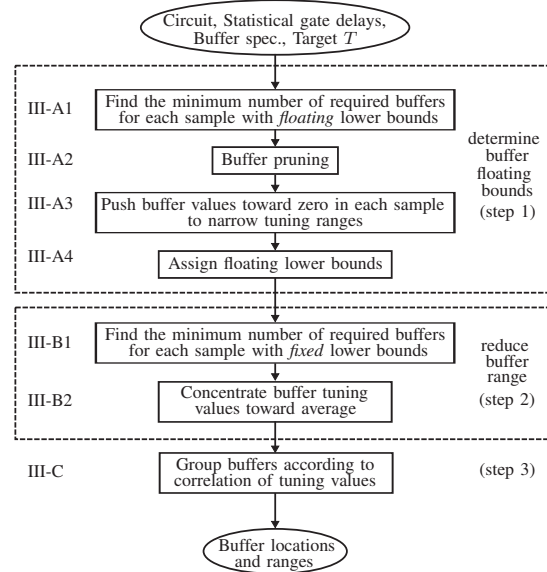 Circuit, Statistical gate delays,
Buffer spec., Target T
III-A1
Find the minimum number of required buffers
for each sample with floating lower bounds
III-A2
Buffer pruning
III-A3
Push buffer values toward zero in each sample
to narrow tuning ranges
III-A4
Assign floating lower bounds
determine
buffer
floating
bounds
(step 1)
III-B1
Find the minimum number of required buffers
for each sample with fixed lower bounds
III-B2
Concentrate buffer tuning
values toward average
reduce
buffer
range
(step 2)
III-C
Group buffers according to
correlation of tuning values
(step 3)
Buffer locations
and ranges